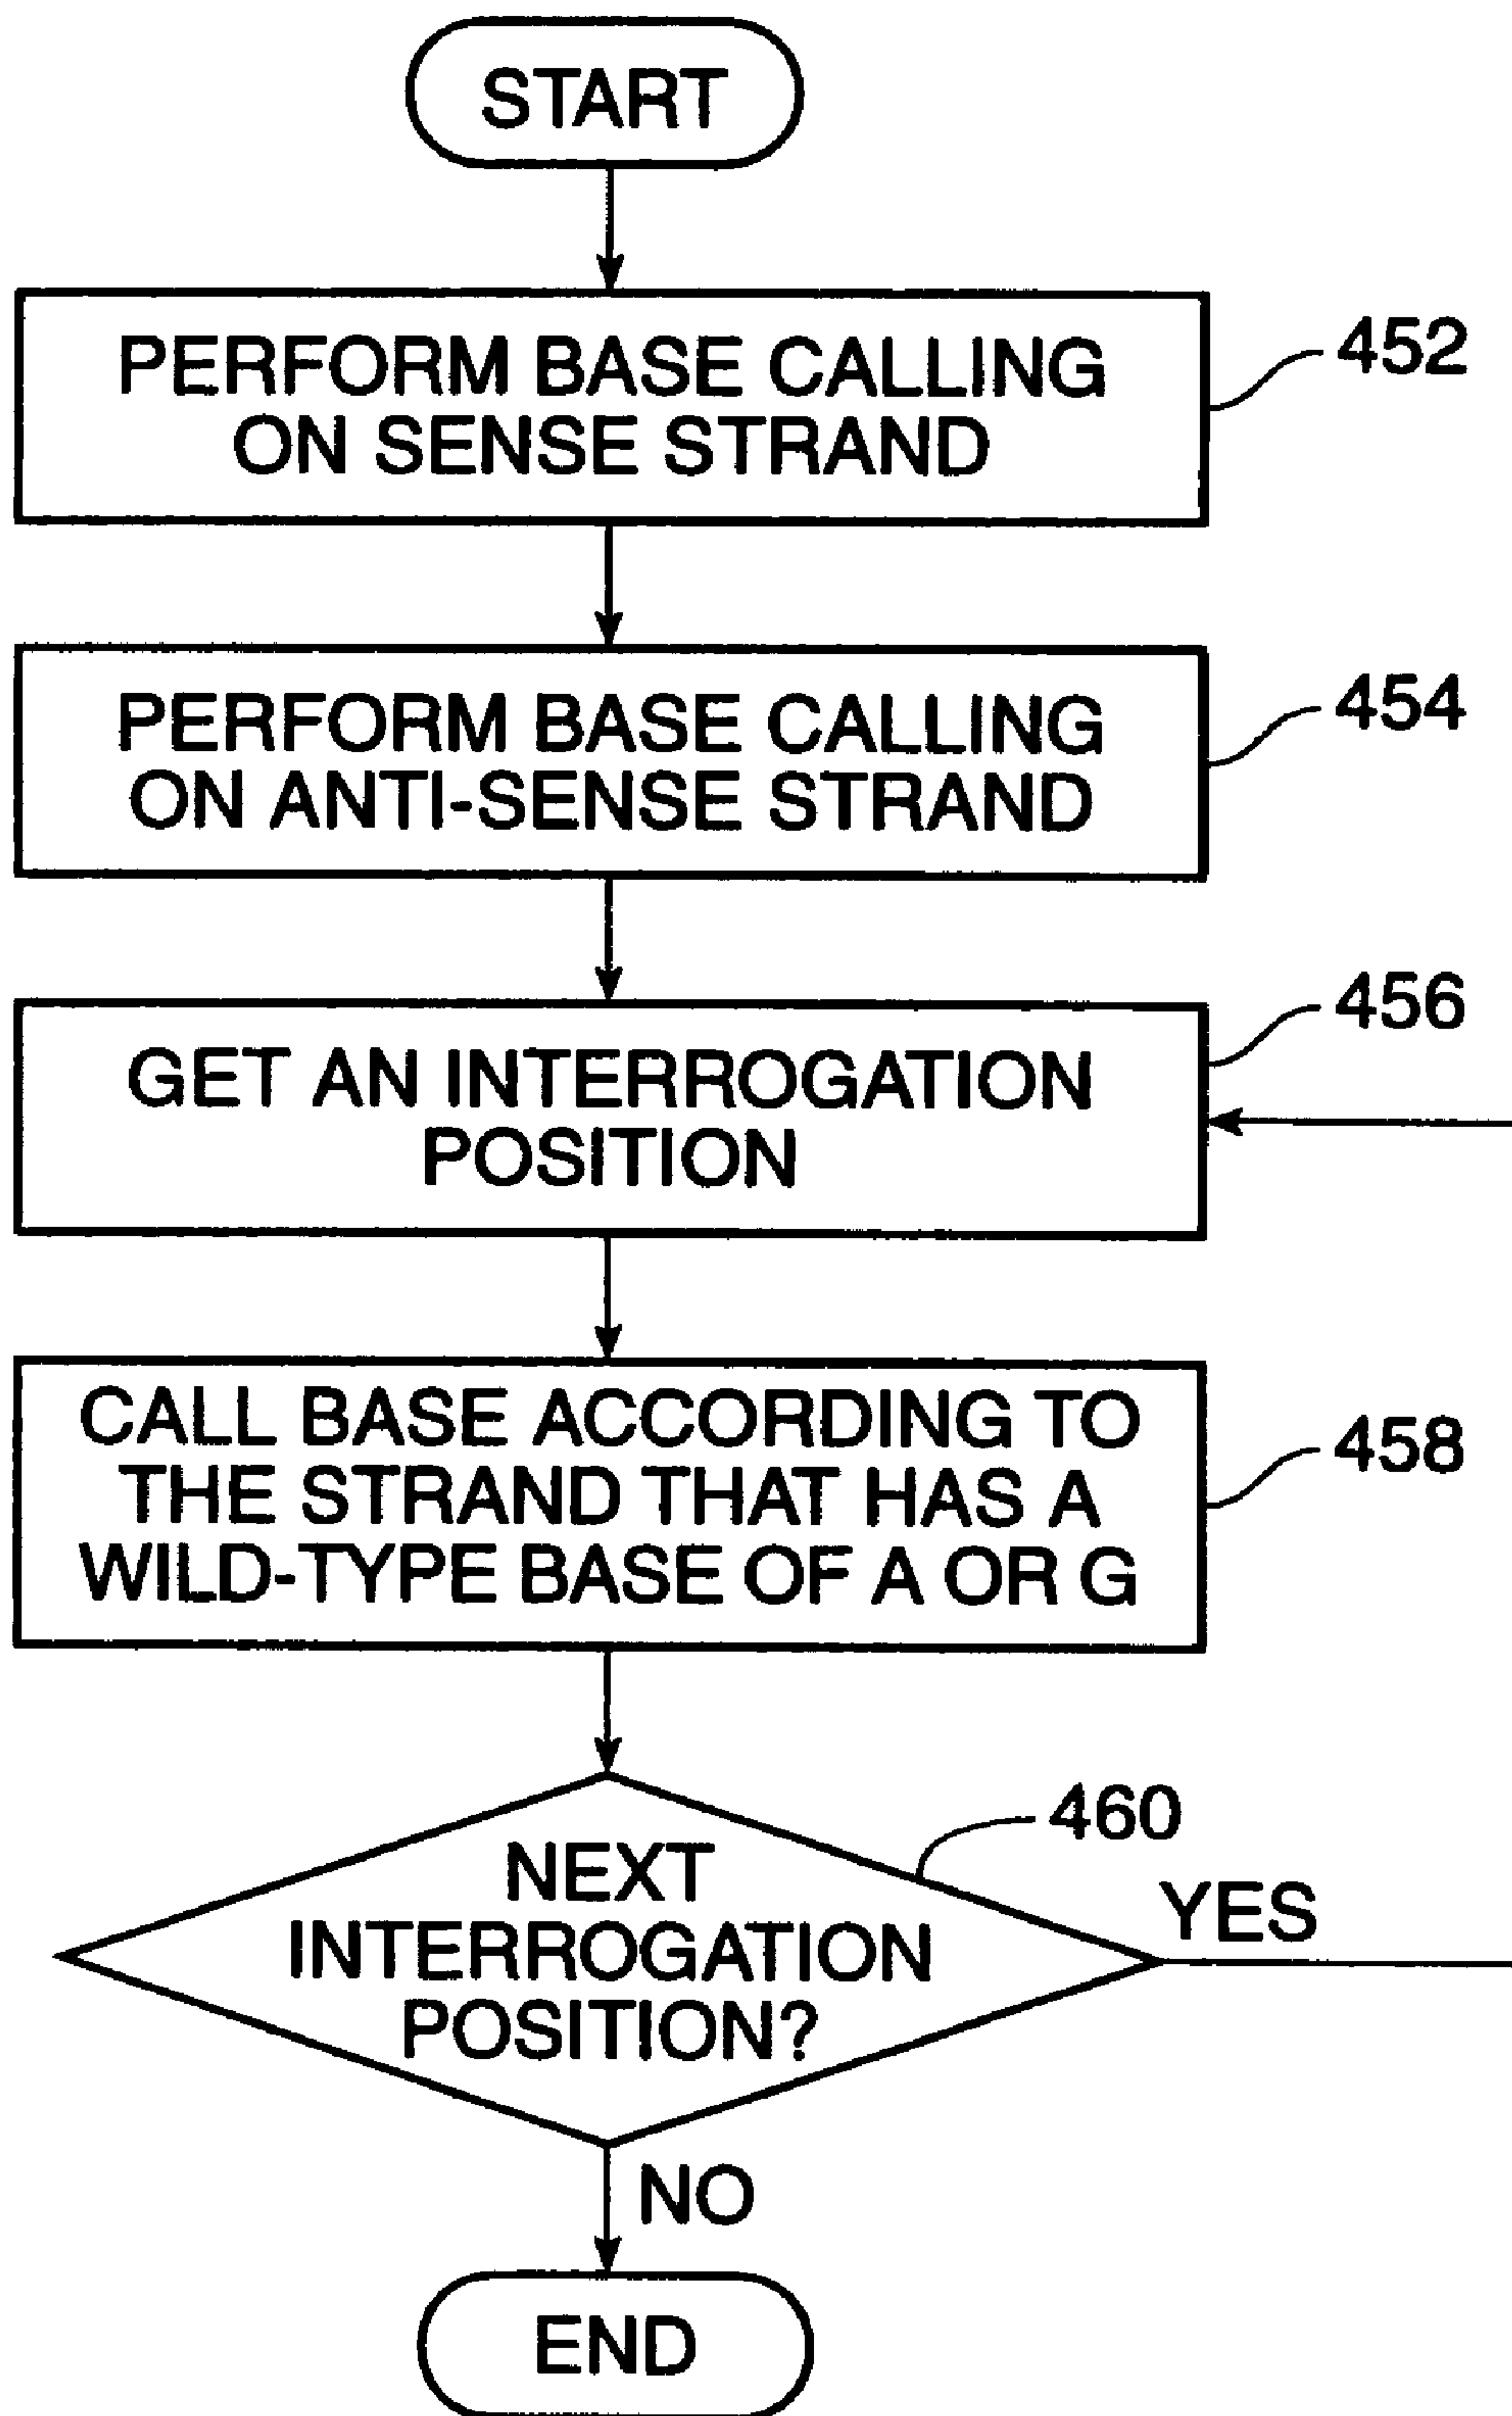 START
PERFORM BASE CALLING
ON SENSE STRAND
452
PERFORM BASE CALLING
ON ANTI-SENSE STRAND
454
GET AN INTERROGATION
POSITION
456
CALL BASE ACCORDING TO
THE STRAND THAT HAS A
WILD-TYPE BASE OF A OR G
458
NEXT
INTERROGATION
POSITION?
460
YES
NO
END